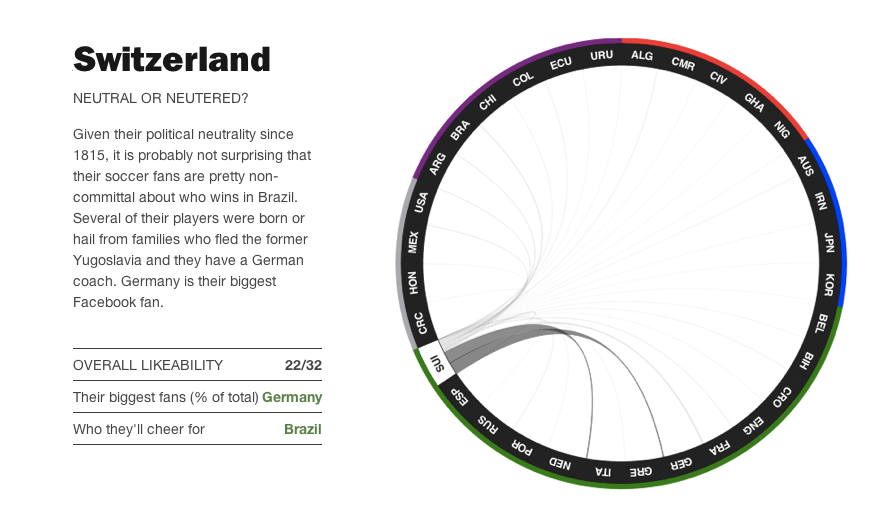 Switzerland
NEUTRAL OR NEUTERED?
Given their political neutrality since
1815, it is probably not surprising that
their soccer fans are pretty non-
committal about who wins in Brazil.
Several of their players were born or
hail from families who fled the former
Yugoslavia and they have a German
coach. Germany is their biggest
Facebook fan.
OVERALL LIKEABILITY 22/32
Their biggest fans (% of total) Germany
Who they'll cheer for Brazil
ALG
CMR
CIV
GHA
NIG
AUS
IRN
JPN
KOR
BEL
BIH
CRO
ENG
FRA
GER
GRE
ITA
NED
POR
RUS
ESP
SUI
CRC
HON
MEX
USA
ARG
BRA
CHI
COL
ECU
URU